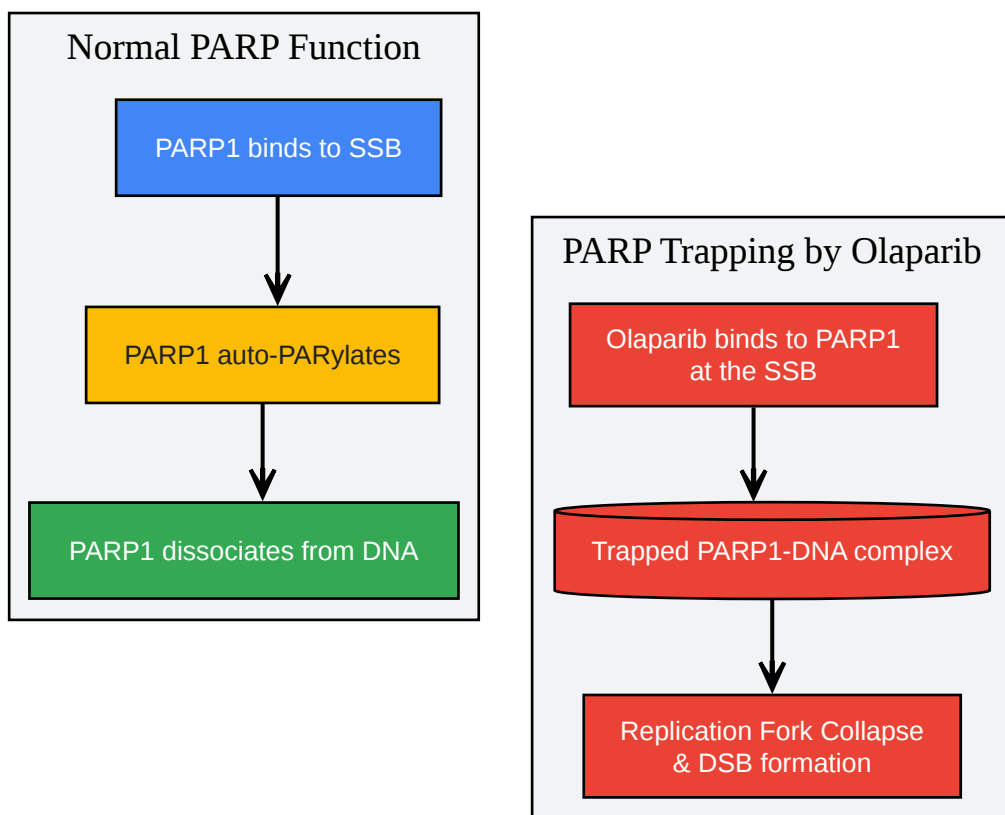 Normal PARP Function
PARP1 binds to SSB
PARP1 auto-PARylates
PARP1 dissociates from DNA
PARP Trapping by Olaparib
Olaparib binds to PARP1
at the SSB
Trapped PARP1-DNA complex
Replication Fork Collapse
& DSB formation